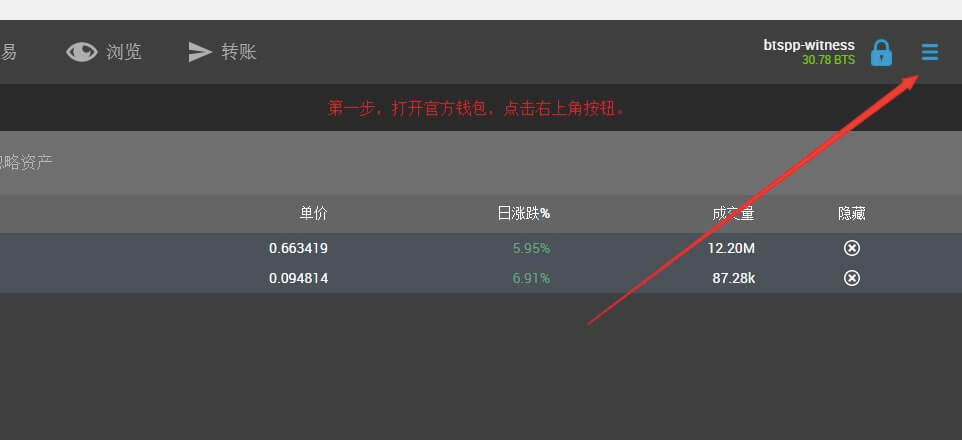 易 浏览 转账 btspp-witness
30.78 BTS
第一步，打开官方钱包，点击右上角按钮。
忽略资产
单价 日涨跌% 成交量 隐藏
0.663419 5.95% 12.20M
0.094814 6.91% 87.28k